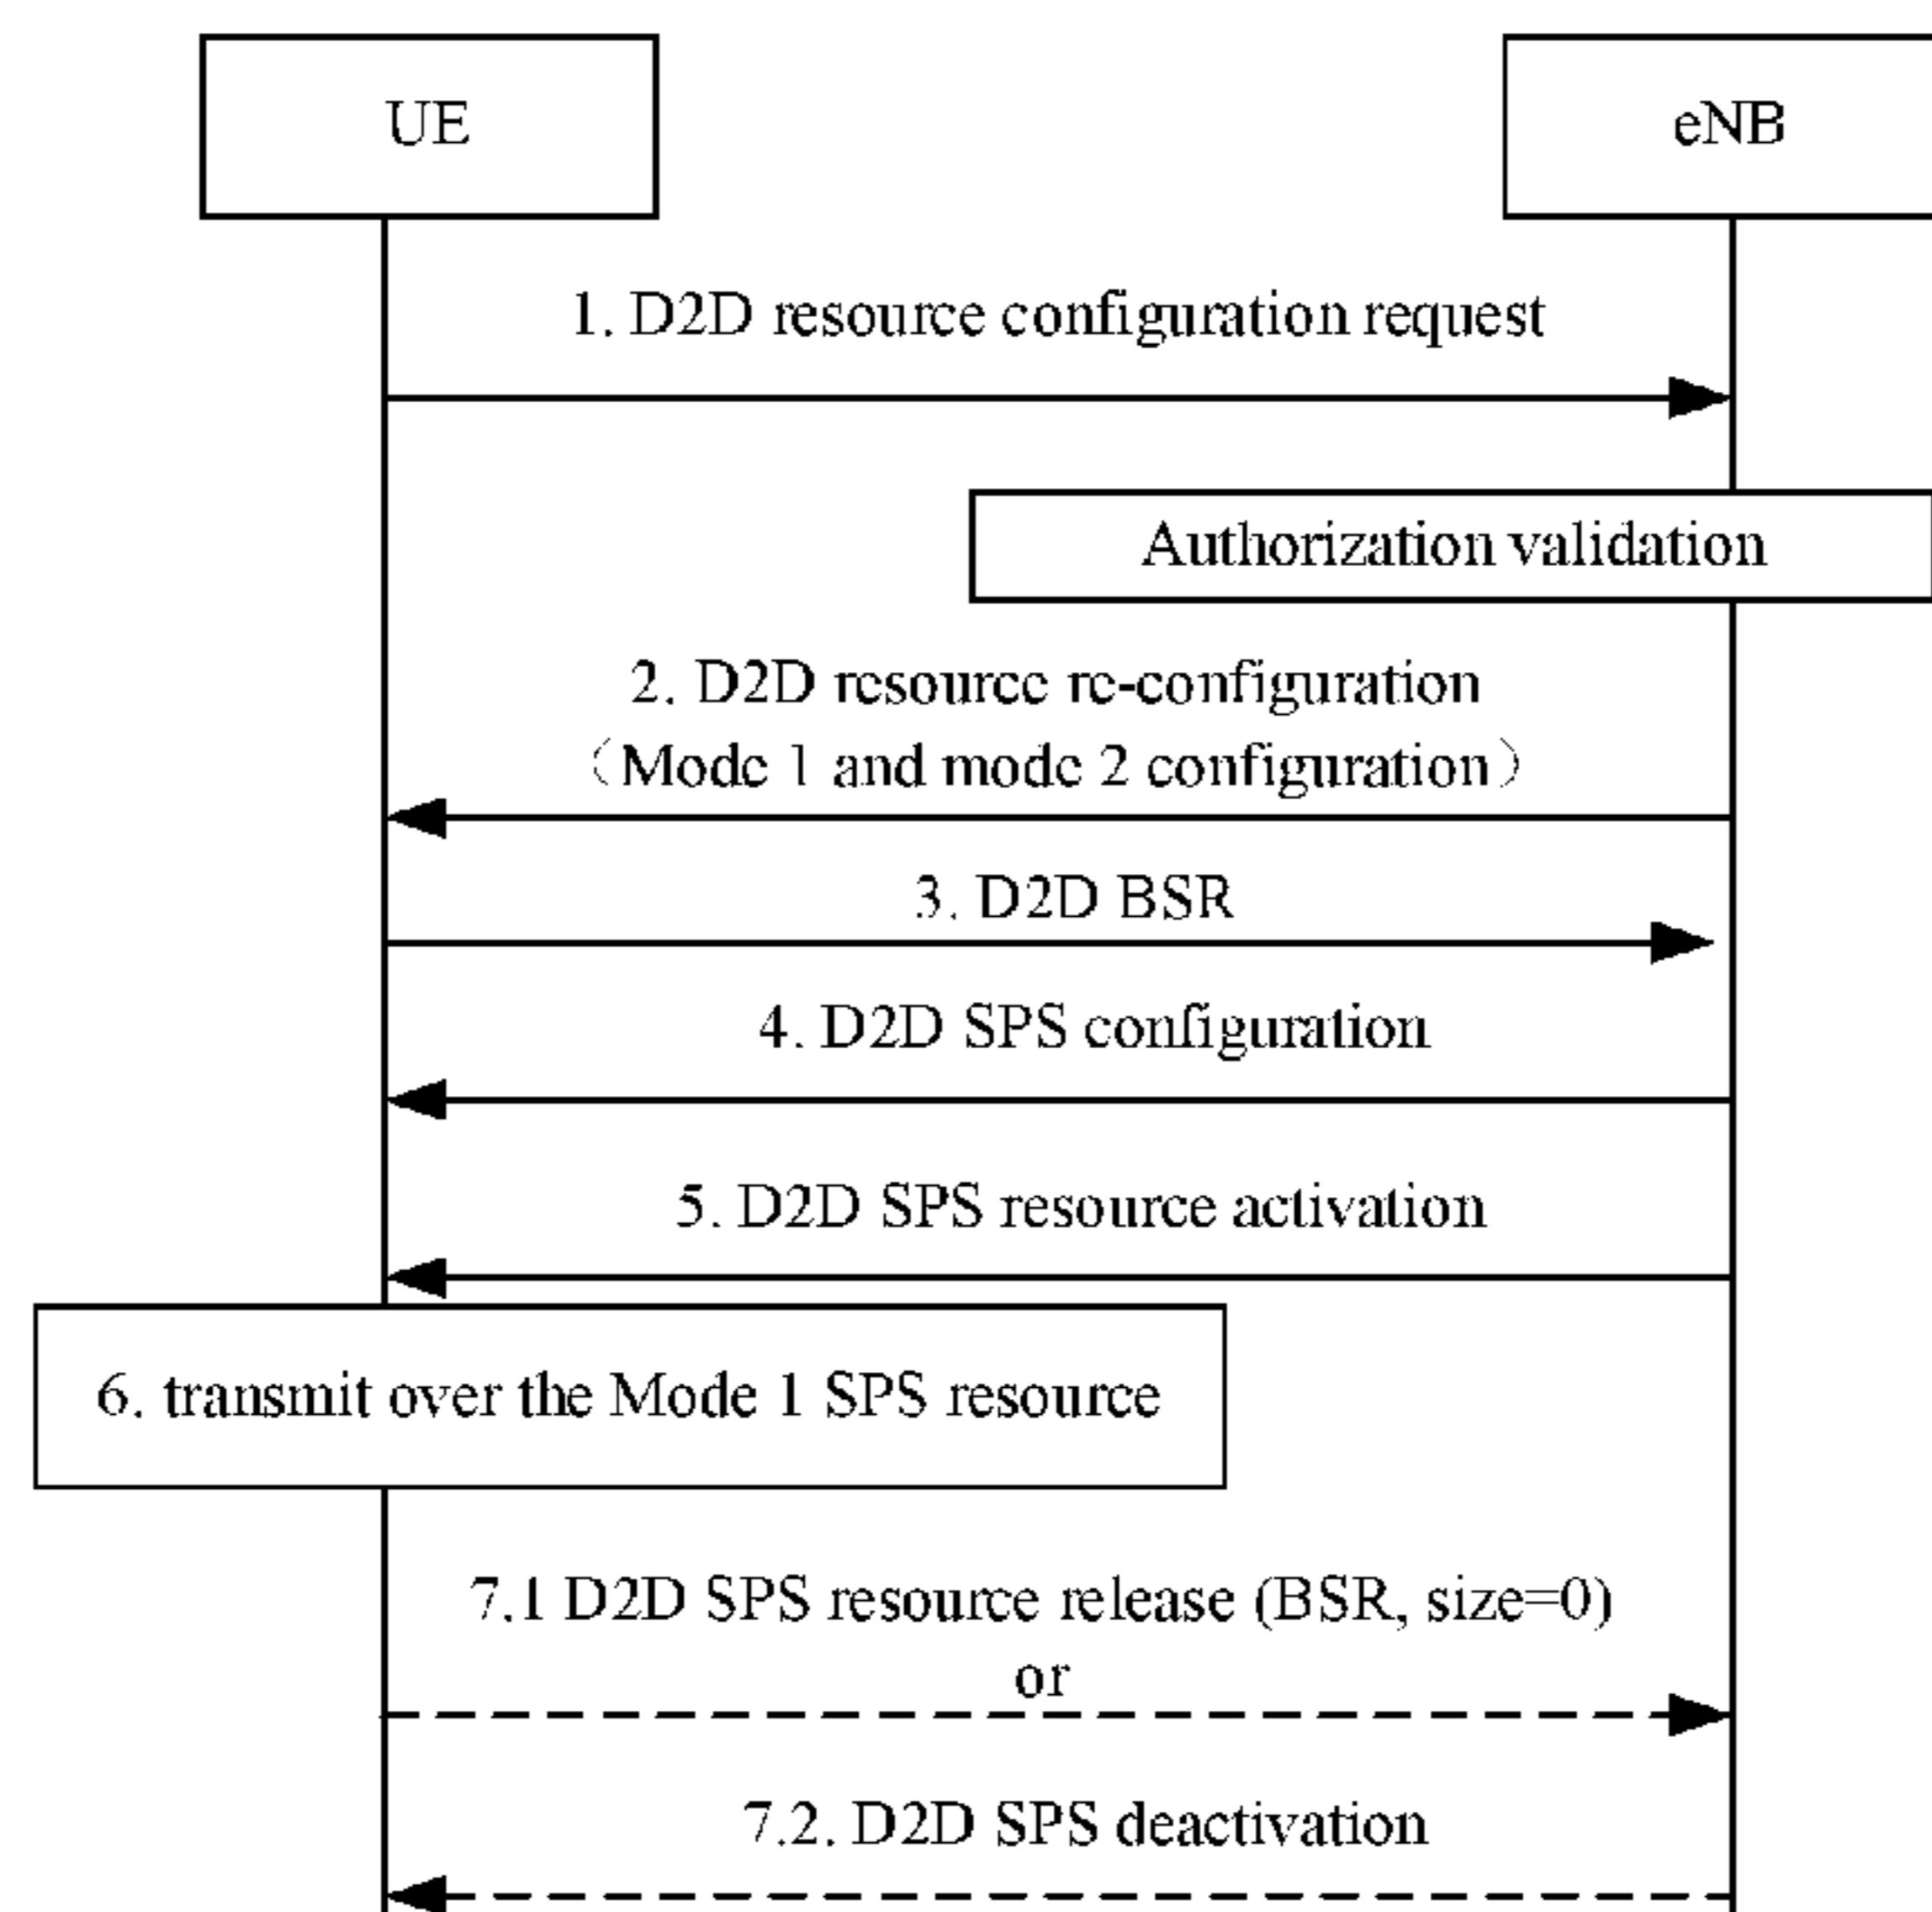 UE
eNB
1. D2D resource configuration request
Authorization validation
2. D2D resource re-configuration
（Mode 1 and mode 2 configuration）
3. D2D BSR
4. D2D SPS configuration
5. D2D SPS resource activation
6. transmit over the Mode 1 SPS resource
7.1 D2D SPS resource release (BSR, size=0)
or
7.2. D2D SPS deactivation